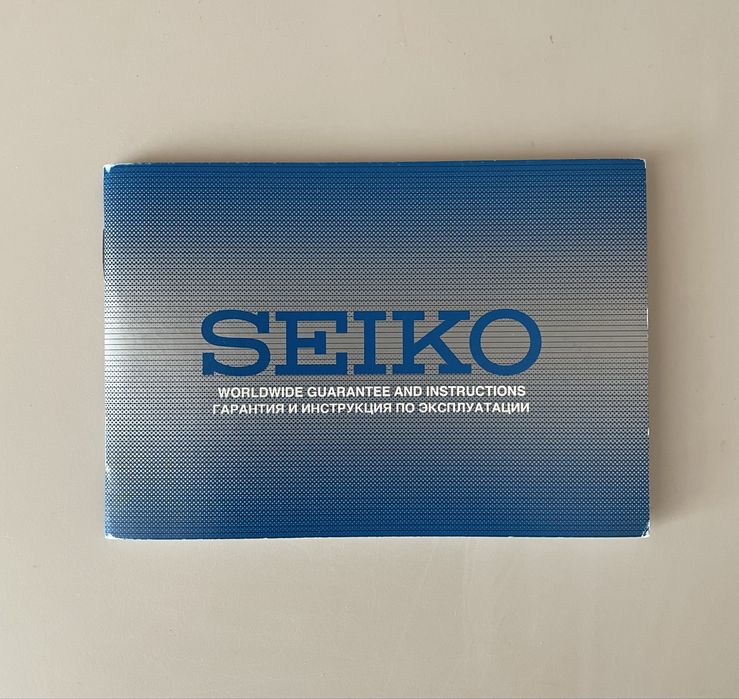 SEIKO
WORLDWIDE GUARANTEE AND INSTRUCTIONS
ГАРАНТИЯ И ИНСТРУКЦИЯ ПО ЭКСПЛУАТАЦИИ